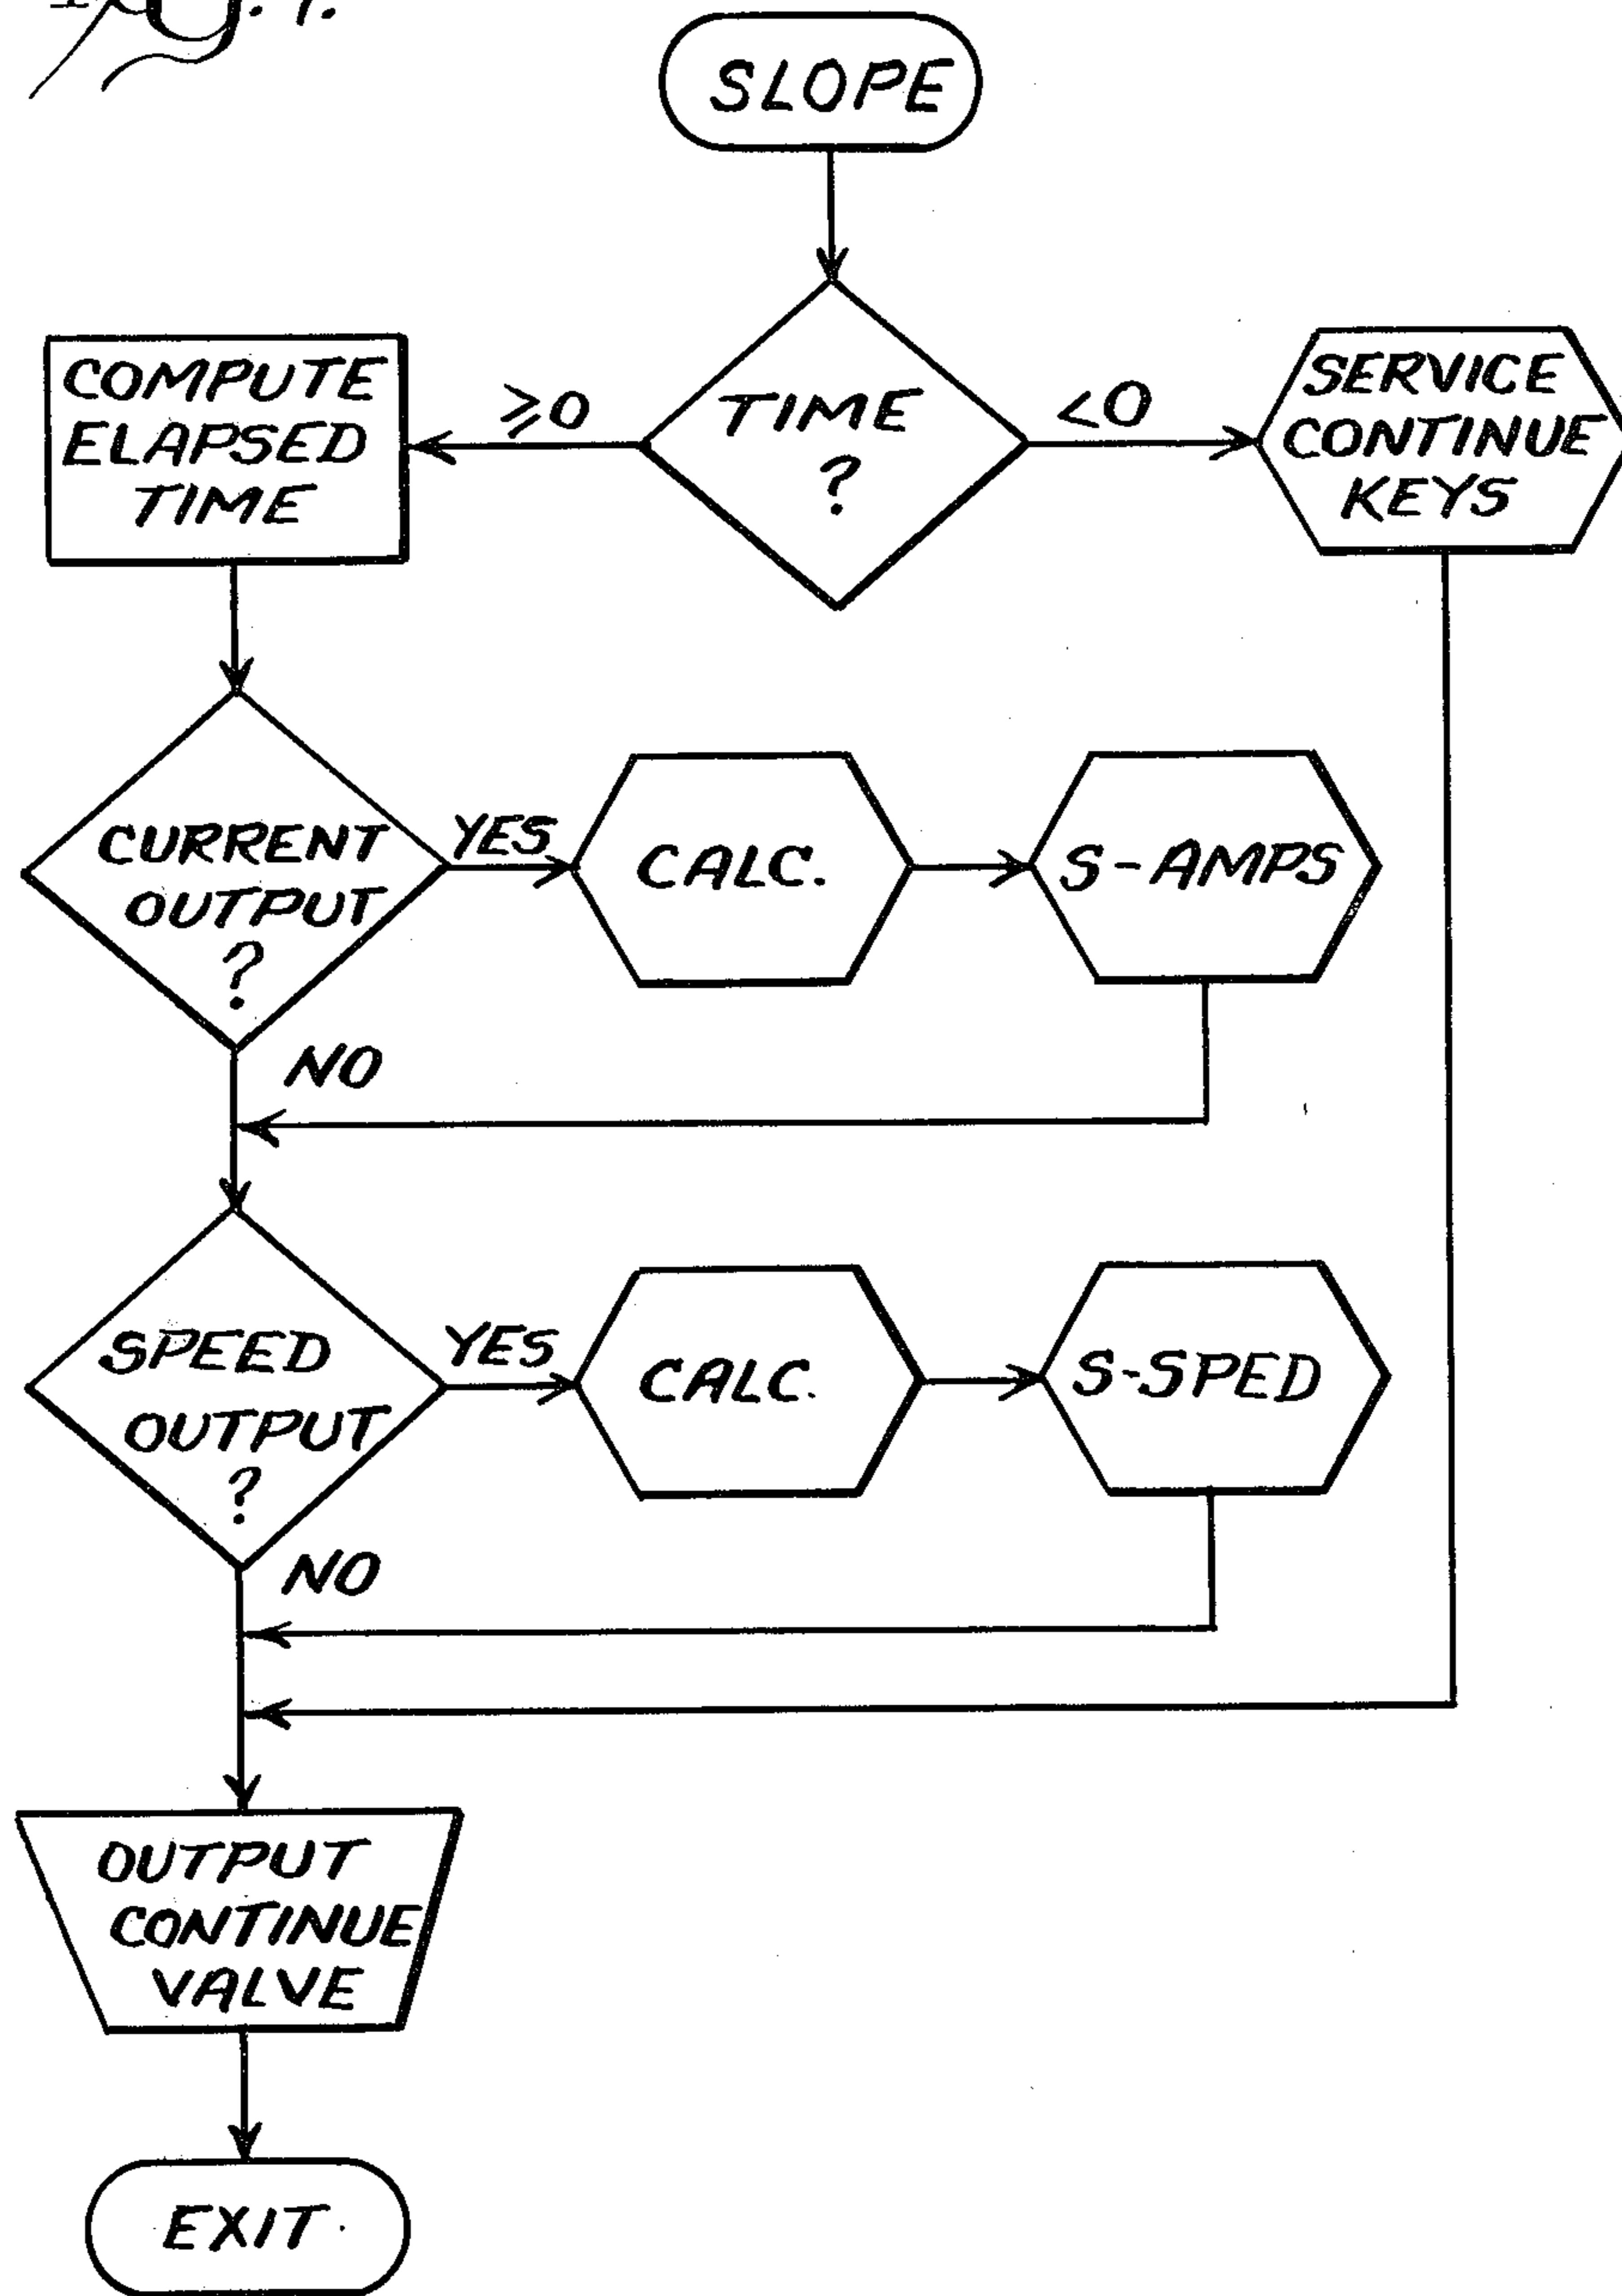 SLOPE
COMPUTE
ELAPSED
TIME
≥0
TIME
?
<0
SERVICE
CONTINUE
KEYS
CURRENT
OUTPUT
?
YES
CALC.
S-AMPS
NO
SPEED
OUTPUT
?
YES
CALC.
S-SPED
NO
OUTPUT
CONTINUE
VALVE
EXIT